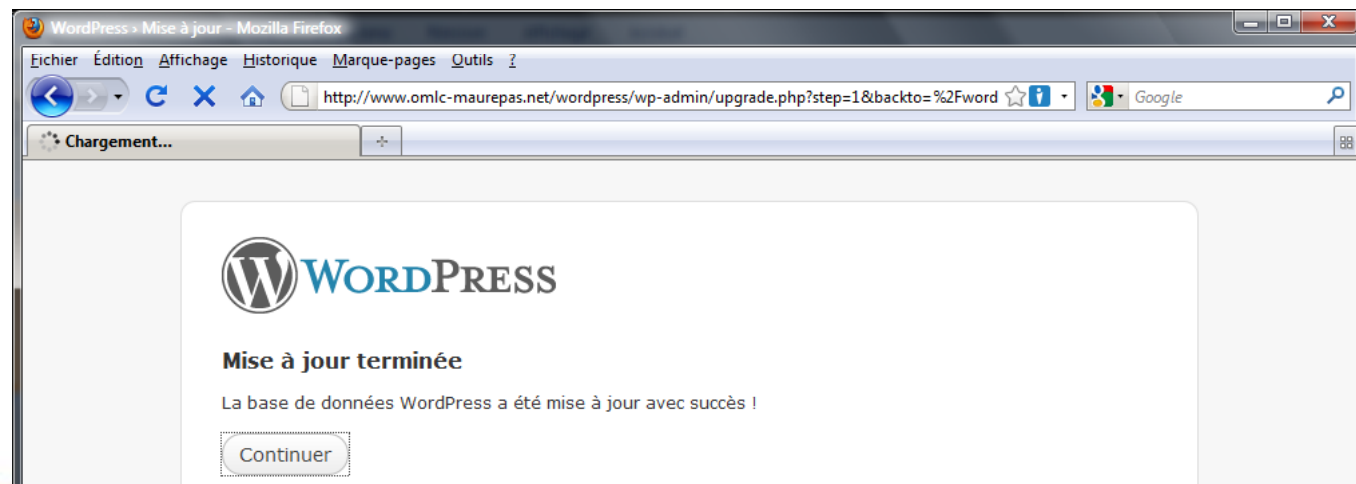 WordPress › Mise à jour - Mozilla Firefox
Fichier Édition Affichage Historique Marque-pages Outils ?
http://www.omlc-maurepas.net/wordpress/wp-admin/upgrade.php?step=1&backto=%2Fword
Google
Chargement...
WORDPRESS
Mise à jour terminée
La base de données WordPress a été mise à jour avec succès !
Continuer